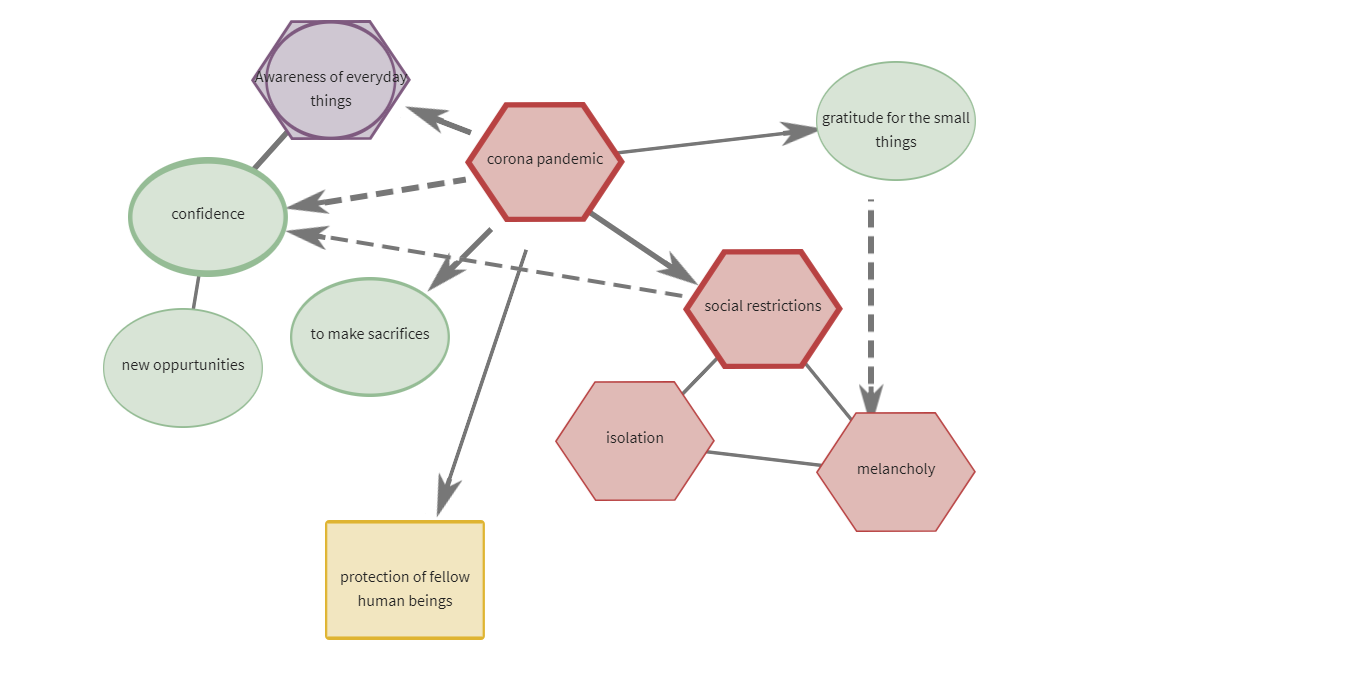 Awareness of everyday
things
corona pandemic
gratitude for the small
things
confidence
social restrictions
to make sacrifices
new oppurtunities
isolation
melancholy
protection of fellow
human beings